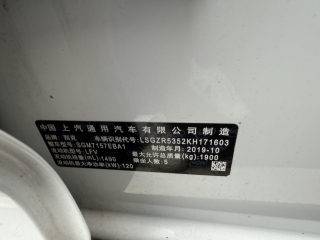 中国 上汽通用汽车有限公司制造
品牌 别克 车辆识别代号 LSGZR5352KH171603
整车型号 SGM7157EBA1 制造年月 2019-10
发动机型号 LFV 最大允许总质量(kg) 1900
发动机排量(mL) 1490 乘坐人数 5
发动机最大净功率(kW) 120